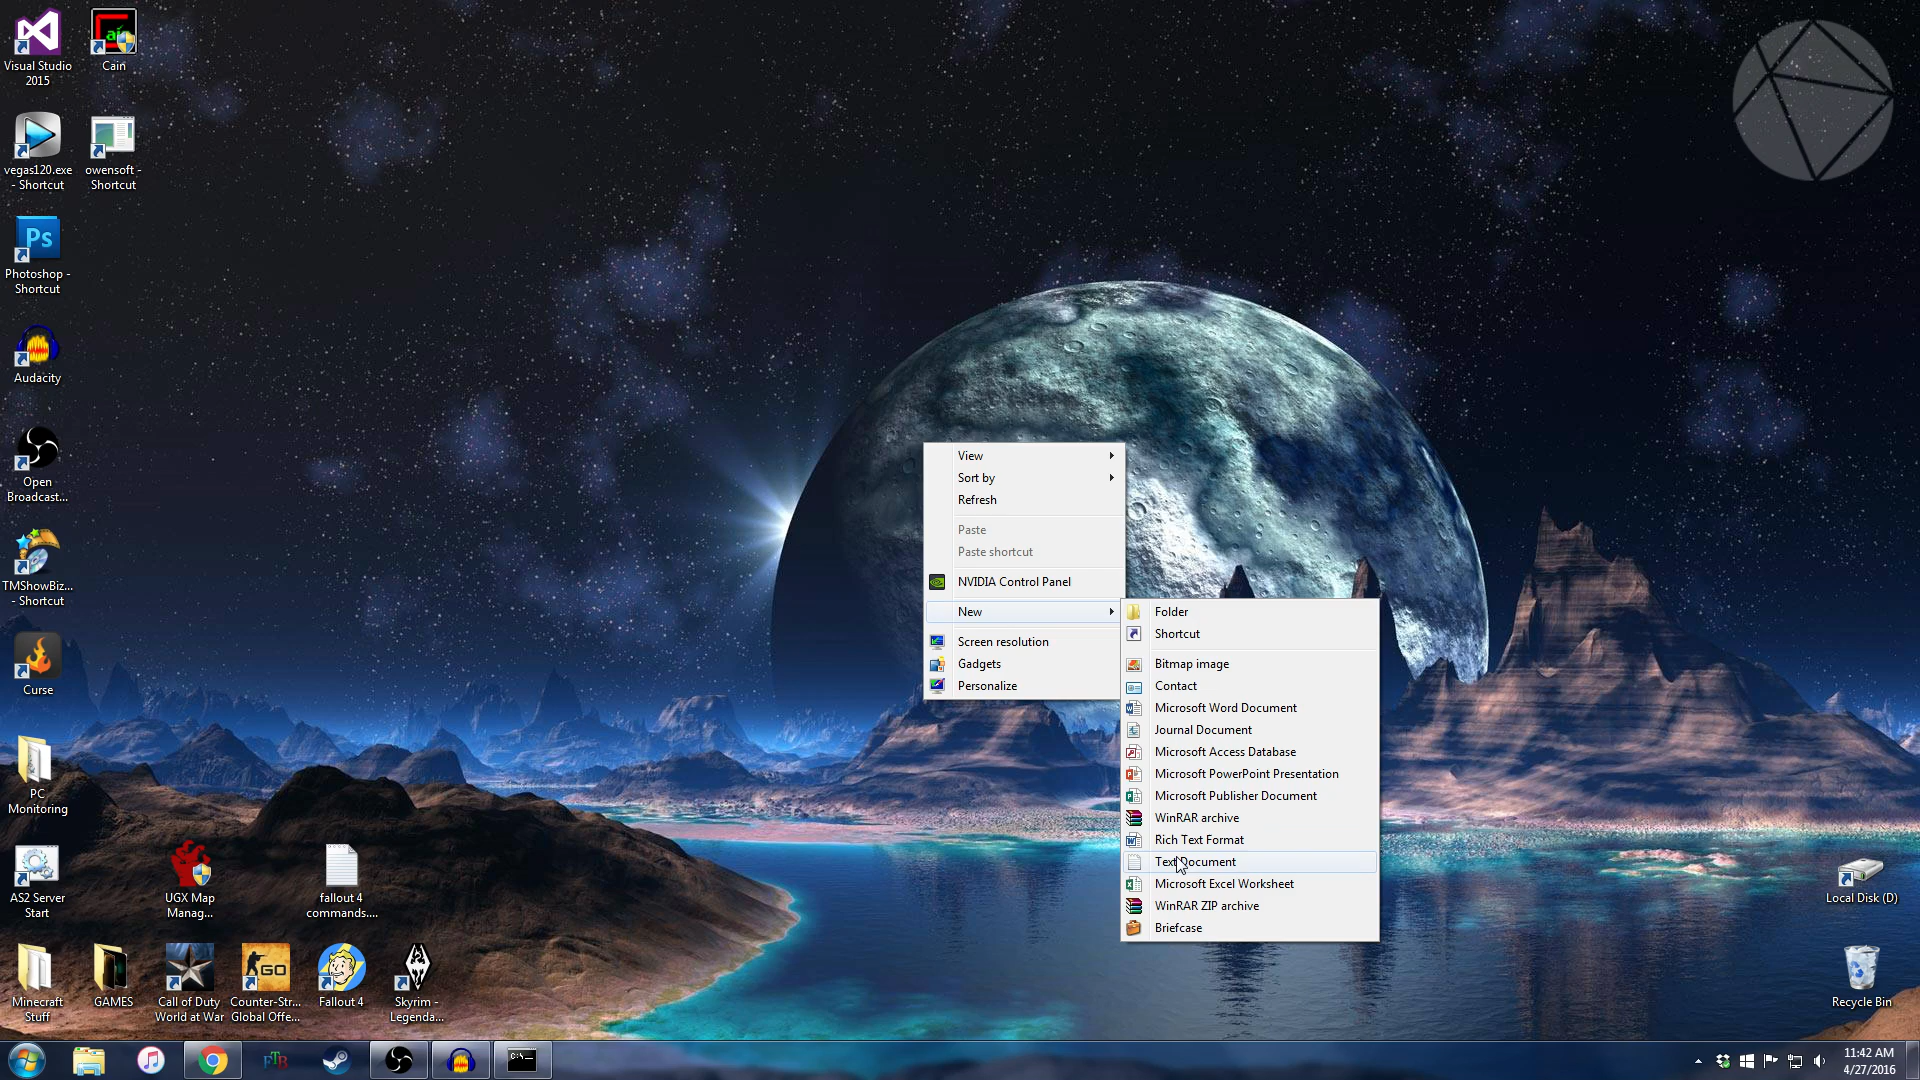 Visual Studio
2015
Cain
vegas120.exe
- Shortcut
owensoft -
Shortcut
Ps
Photoshop -
Shortcut
Audacity
Open
Broadcast...
TMShowBiz...
- Shortcut
Curse
PC
Monitoring
AS2 Server
Start
UGX Map
Manag...
fallout 4
commands....
Minecraft
Stuff
GAMES
Call of Duty
World at War
GO
Counter-Str...
Global Offe...
Fallout 4
Skyrim -
Legenda...
View
Sort by
Refresh
Paste
Paste shortcut
NVIDIA Control Panel
New
Screen resolution
Gadgets
Personalize
Folder
Shortcut
Bitmap image
Contact
Microsoft Word Document
Journal Document
Microsoft Access Database
Microsoft PowerPoint Presentation
Microsoft Publisher Document
WinRAR archive
Rich Text Format
Text Document
Microsoft Excel Worksheet
WinRAR ZIP archive
Briefcase
Local Disk (D)
Recycle Bin
FTB
C:\_
11:42 AM
4/27/2016